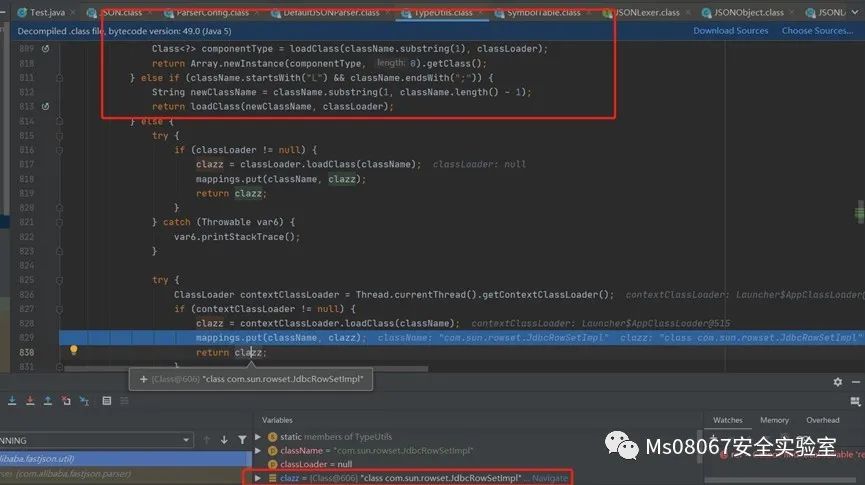 Test.java JSON.class ParserConfig.class DefaultJSONParser.class TypeUtils.class SymbolTable.class JSONLexer.class JSONObject.class
Decompiled .class file, bytecode version: 49.0 (Java 5) Download Sources Choose Sources...
809 Class<?> componentType = loadClass(className.substring(1), classLoader);
810 return Array.newInstance(componentType, length: 0).getClass();
811 } else if (className.startsWith("L") && className.endsWith(";")) {
812 String newClassName = className.substring(1, className.length() - 1);
813 return loadClass(newClassName, classLoader);
814 } else {
815 try {
816 if (classLoader != null) {
817 clazz = classLoader.loadClass(className); classLoader: null
818 mappings.put(className, clazz);
819 return clazz;
820 }
821 } catch (Throwable var6) {
822 var6.printStackTrace();
823 }
824
825 try {
826 ClassLoader contextClassLoader = Thread.currentThread().getContextClassLoader(); contextClassLoader: Launcher$AppClassLoader@
827 if (contextClassLoader != null) {
828 clazz = contextClassLoader.loadClass(className); contextClassLoader: Launcher$AppClassLoader@515
829 mappings.put(className, clazz); className: "com.sun.rowset.JdbcRowSetImpl" clazz: "class com.sun.rowset.JdbcRowSetImpl"
830 return clazz;
831 }
+ {Class@606} "class com.sun.rowset.JdbcRowSetImpl"
Variables Watches Memory Overhead
static members of TypeUtils
className = "com.sun.rowset.JdbcRowSetImpl"
classLoader = null
clazz = {Class@606} "class com.sun.rowset.JdbcRowSetImpl" ... Navigate
NNING
libaba.fastjson.util)
(com.alibaba.fastjson.parser)
Ms08067安全实验室